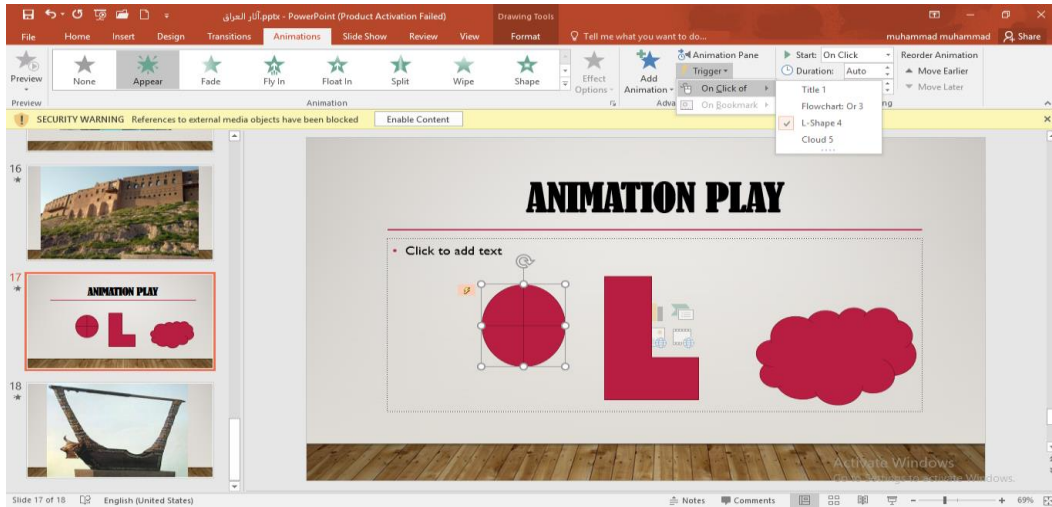 آثار العراق.pptx - PowerPoint (Product Activation Failed)
Drawing Tools
File Home Insert Design Transitions Animations Slide Show Review View Format Tell me what you want to do... muhammad muhammad Share
Preview None Appear Fade Fly In Float In Split Wipe Shape Effect Options Add Animation
Animation Pane Start: On Click Reorder Animation
Trigger Duration: Auto Move Earlier
On Click of Title 1 Move Later
On Bookmark Flowchart: Or 3
L-Shape 4
Cloud 5
Preview Animation Adva ng
SECURITY WARNING References to external media objects have been blocked Enable Content
16
17
ANIMATION PLAY
18
ANIMATION PLAY
• Click to add text
Activate Windows
Slide 17 of 18 English (United States) Notes Comments 69%